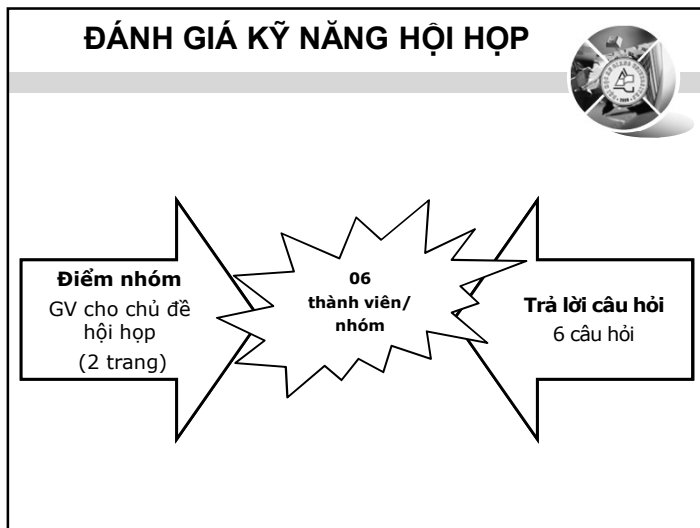 ĐÁNH GIÁ KỸ NĂNG HỘI HỌP
Điểm nhóm
GV cho chủ đề
hội họp
(2 trang)
06
thành viên/
nhóm
Trả lời câu hỏi
6 câu hỏi